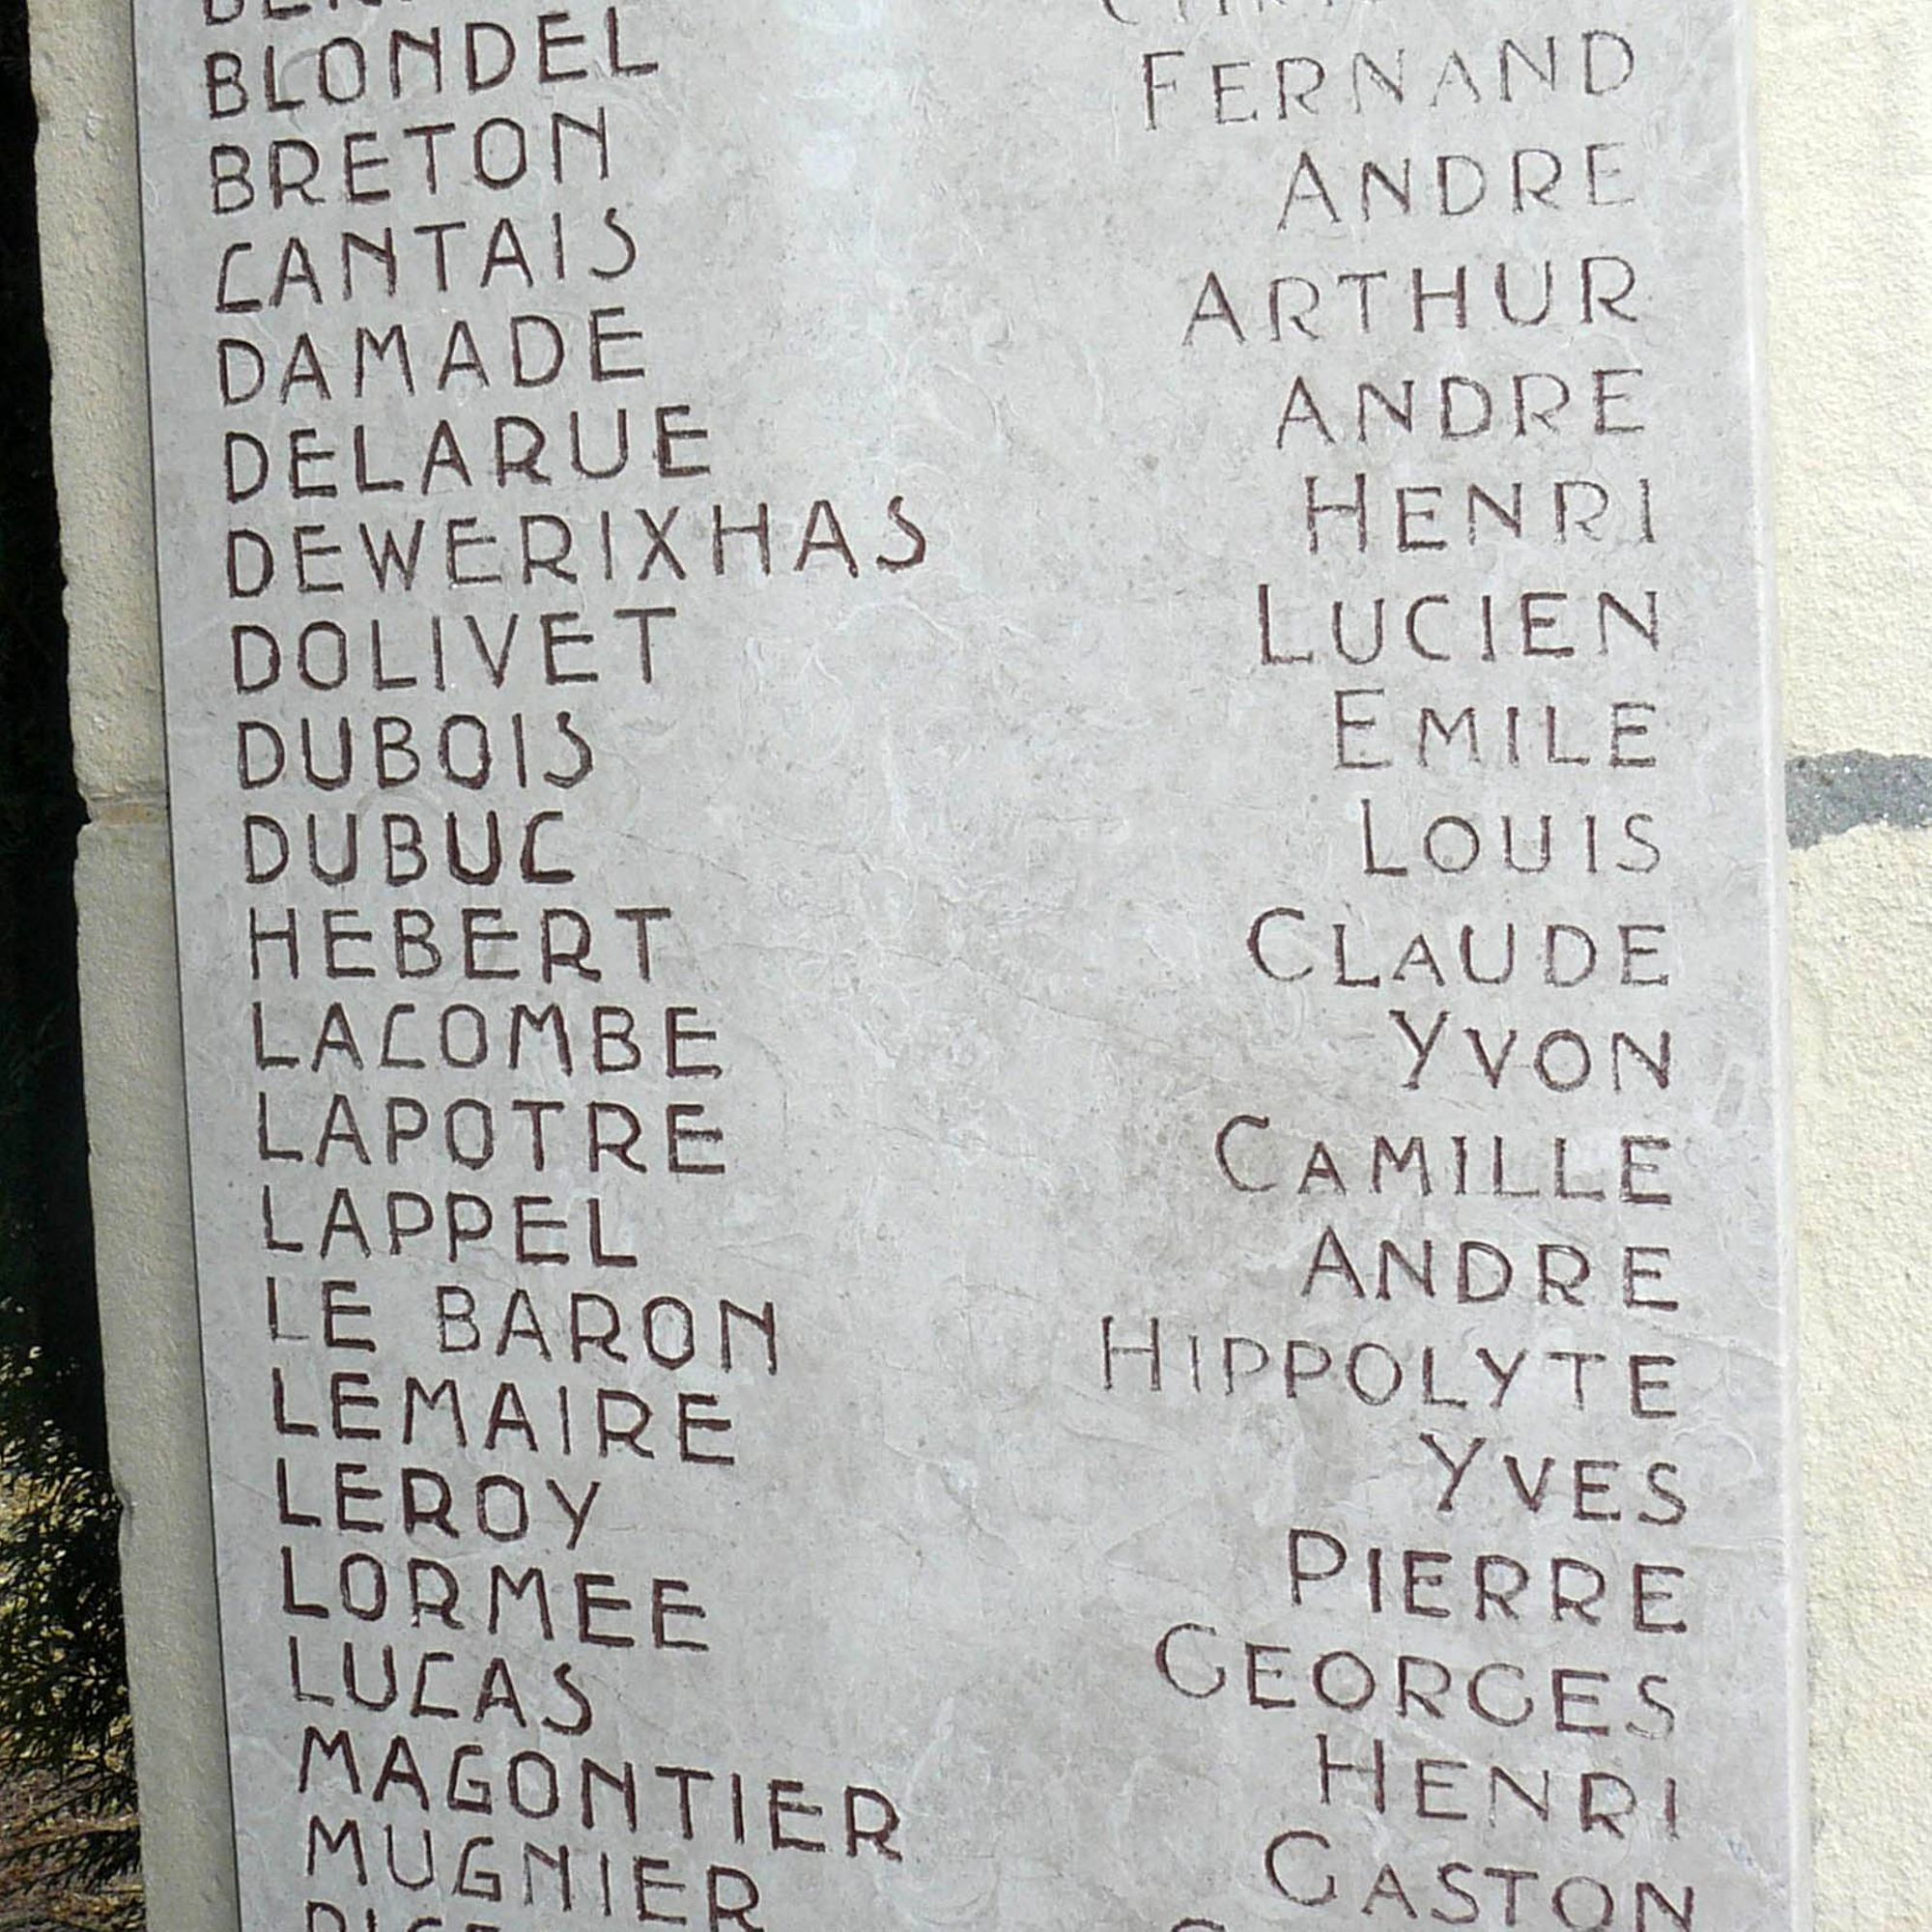 BLONDEL
BRETON FERNAND
CANTAIS ANDRE
DAMADE ARTHUR
DELARUE ANDRE
DEWERIXHAS HENRI
DOLIVET LUCIEN
DUBOIS EMILE
DUBUC LOUIS
HEBERT CLAUDE
LACOMBE YVON
LAPOTRE CAMILLE
LAPPEL ANDRE
LE BARON HIPPOLYTE
LEMAIRE YVES
LEROY PIERRE
LORMEE GEORGES
LUCAS HENRI
MAGONTIER GASTON
MUGNIER